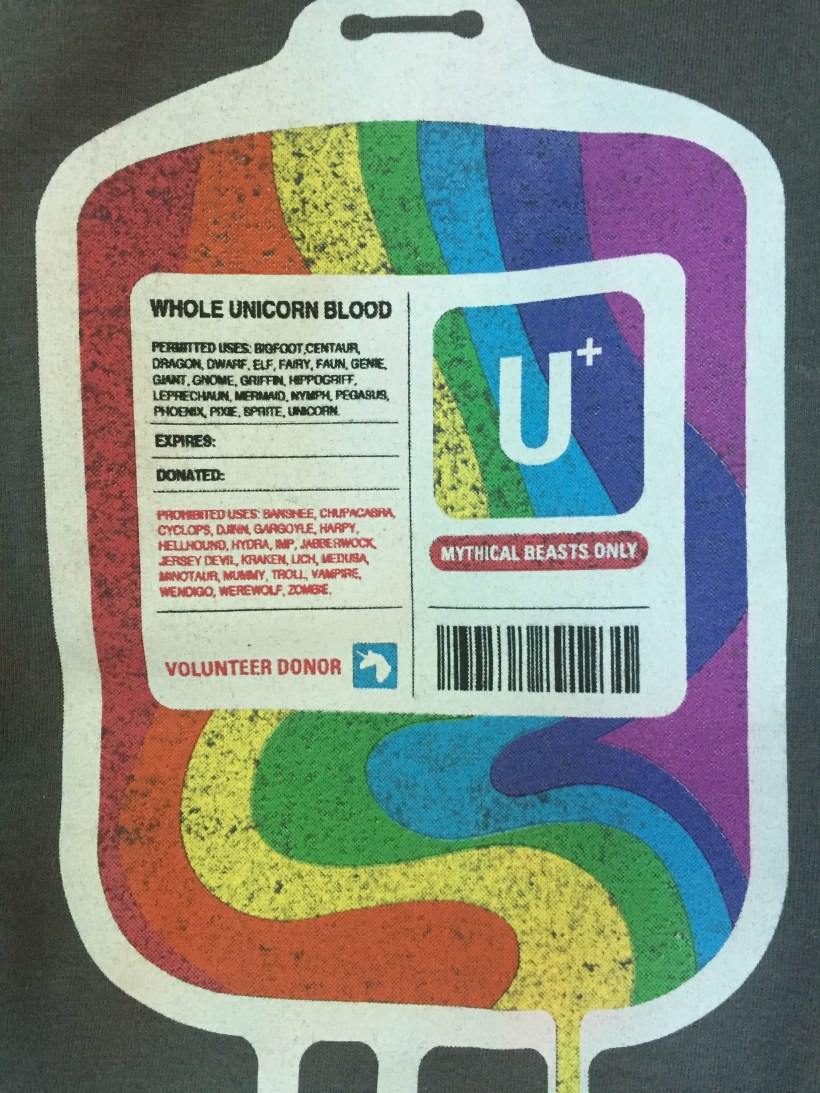 WHOLE UNICORN BLOOD
PERMITTED USES: BIGFOOT,CENTAUR,
DRAGON, DWARF, ELF, FAIRY, FAUN, GENIE,
GIANT, GNOME, GRIFFIN, HIPPOGRIFF,
LEPRECHAUN, MERMAID, NYMPH, PEGASUS,
PHOENIX, PIXIE, SPRITE, UNICORN.
EXPIRES:
DONATED:
PROHIBITED USES: BANSHEE, CHUPACABRA,
CYCLOPS, DJINN, GARGOYLE, HARPY,
HELLHOUND, HYDRA, IMP, JABBERWOCK,
JERSEY DEVIL, KRAKEN, LICH, MEDUSA,
MINOTAUR, MUMMY, TROLL, VAMPIRE,
WENDIGO, WEREWOLF, ZOMBIE.
VOLUNTEER DONOR
U+
MYTHICAL BEASTS ONLY